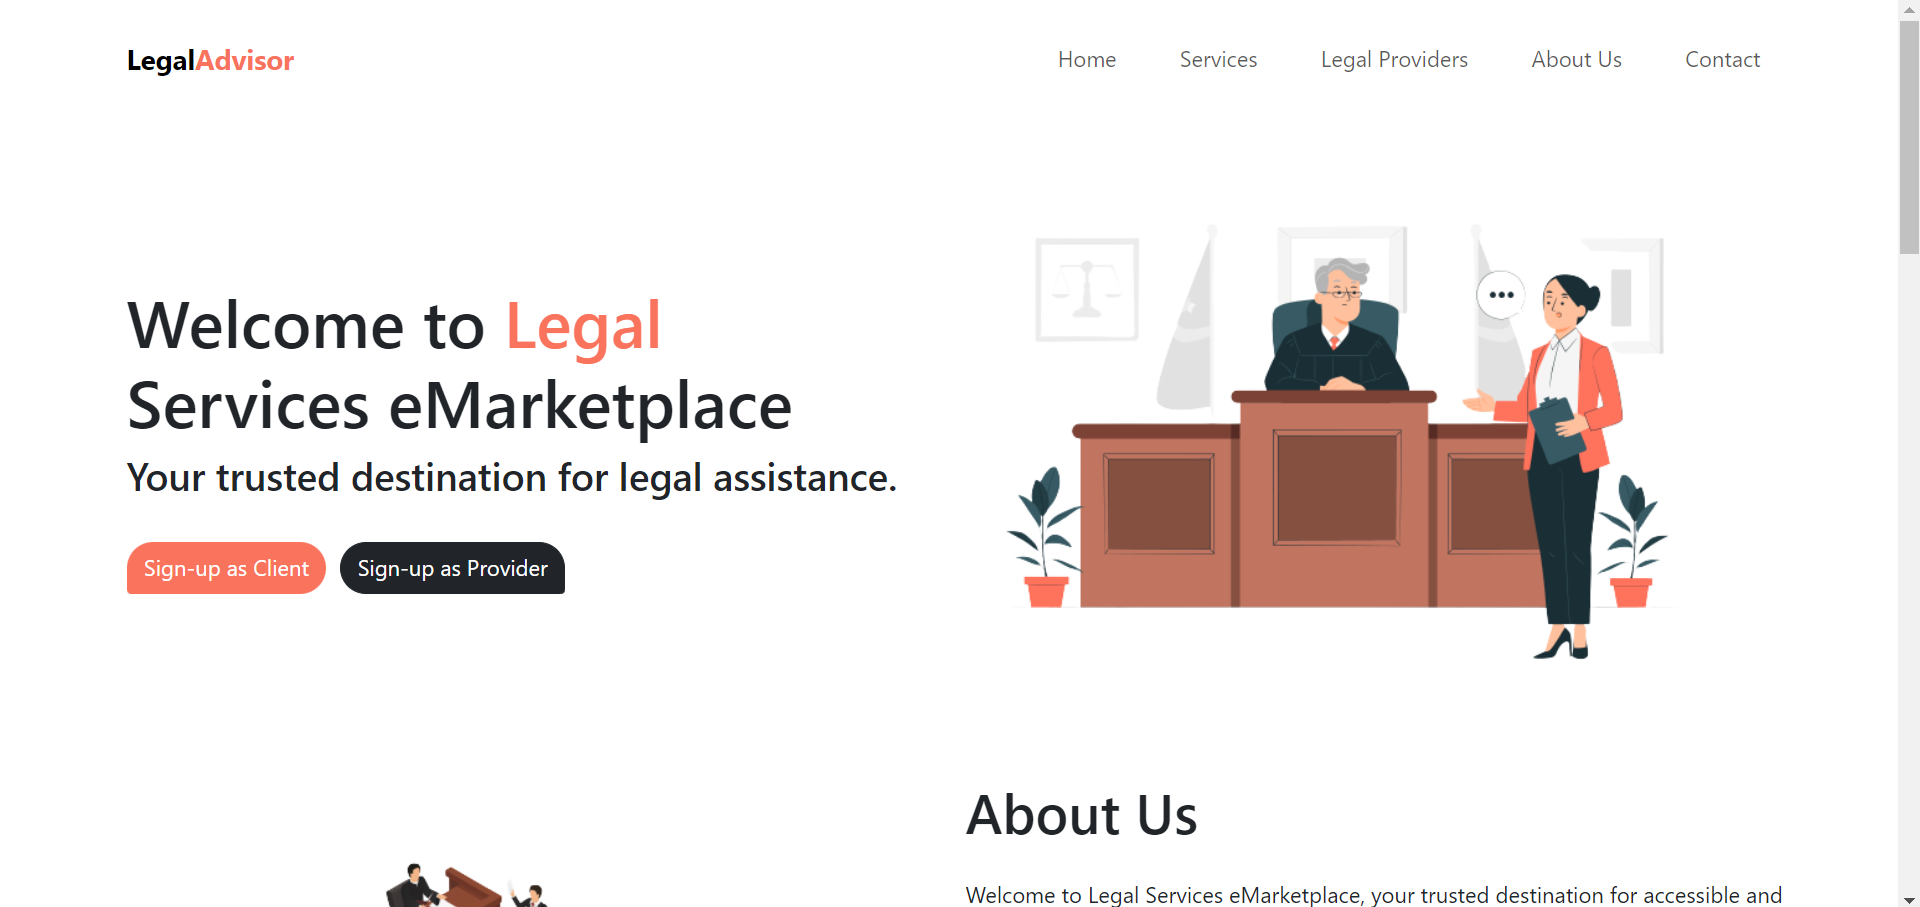 LegalAdvisor
Home Services Legal Providers About Us Contact
Welcome to Legal
Services eMarketplace
Your trusted destination for legal assistance.
Sign-up as Client Sign-up as Provider
About Us
Welcome to Legal Services eMarketplace, your trusted destination for accessible and